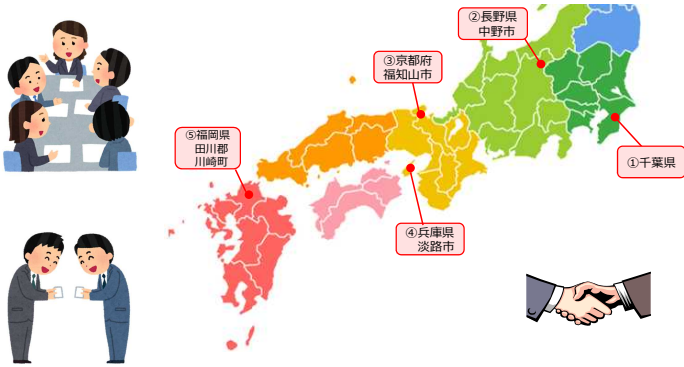 ①千葉県
②長野県
中野市
③京都府
福知山市
④兵庫県
淡路市
⑤福岡県
田川郡
川崎町